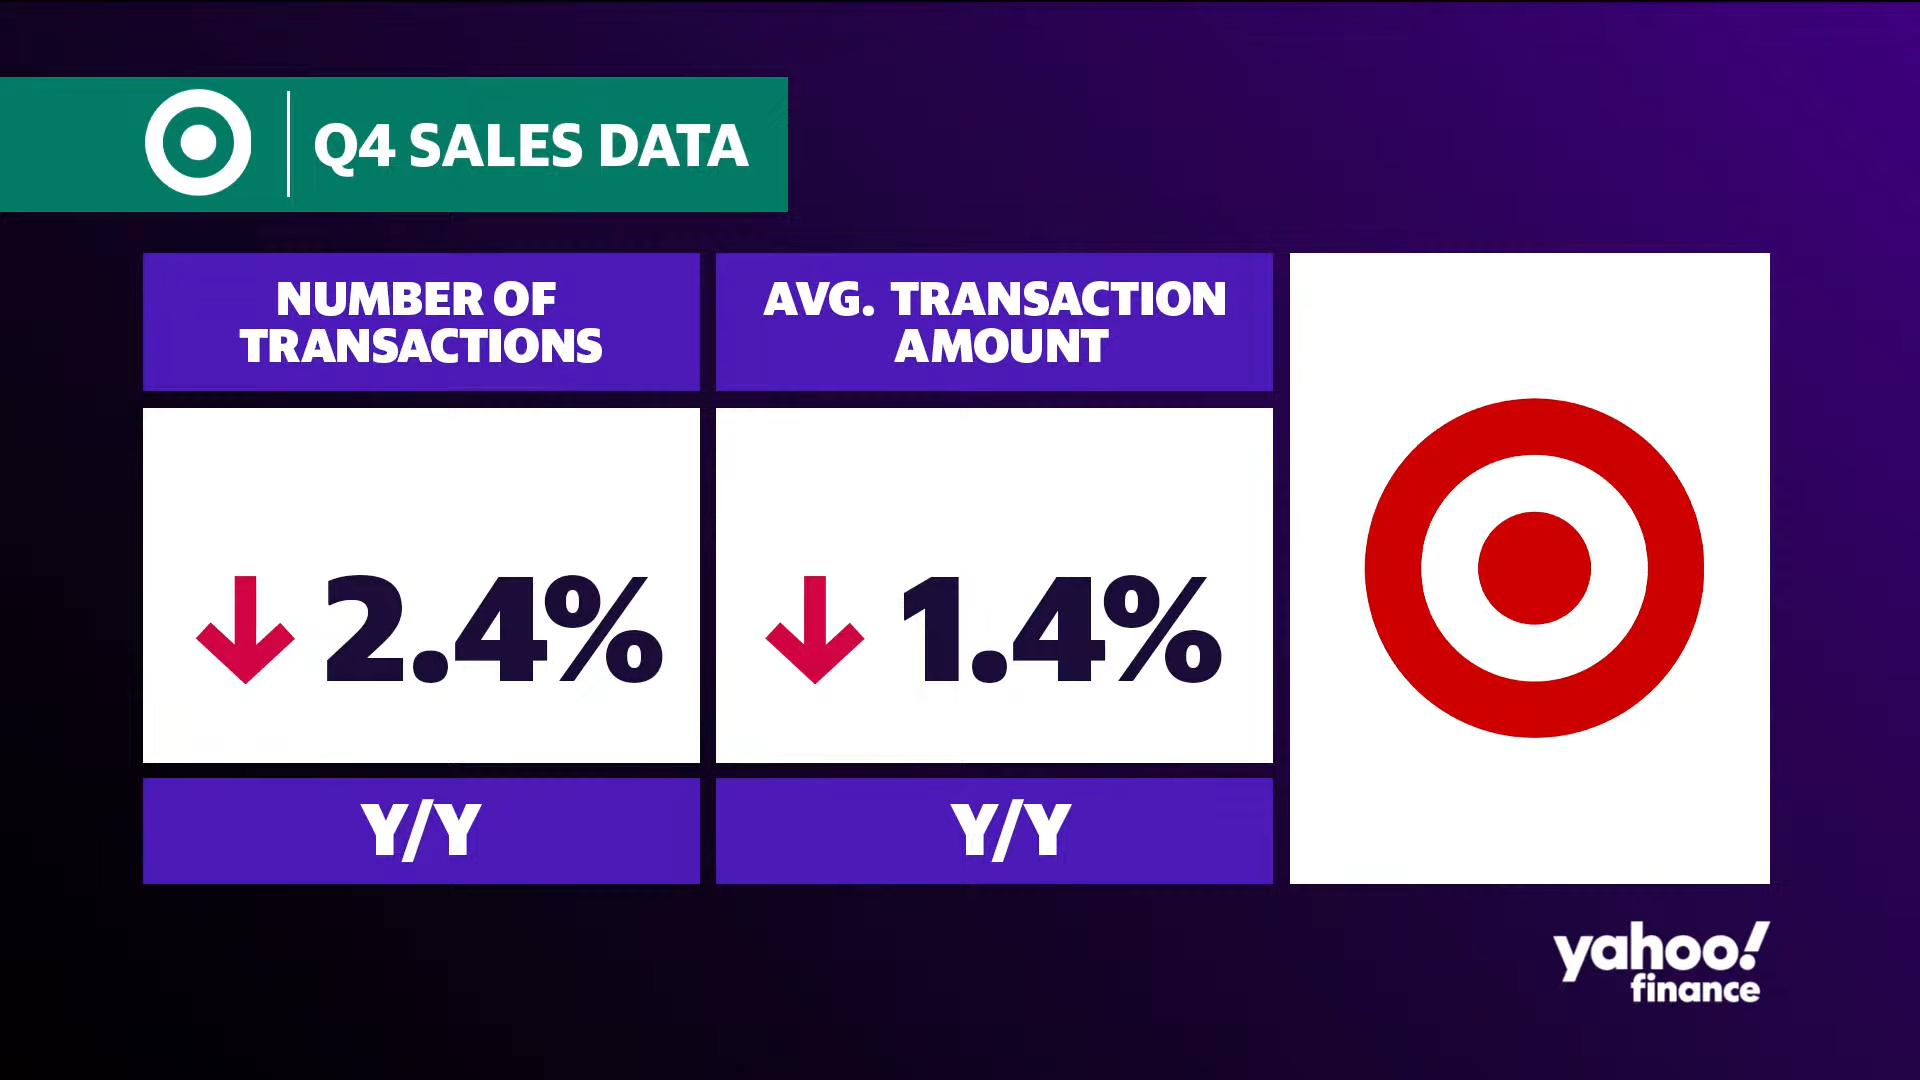 Q4 SALES DATA
NUMBER OF
TRANSACTIONS
AVG. TRANSACTION
AMOUNT
2.4%
1.4%
Y/Y
Y/Y
yahoo!
finance